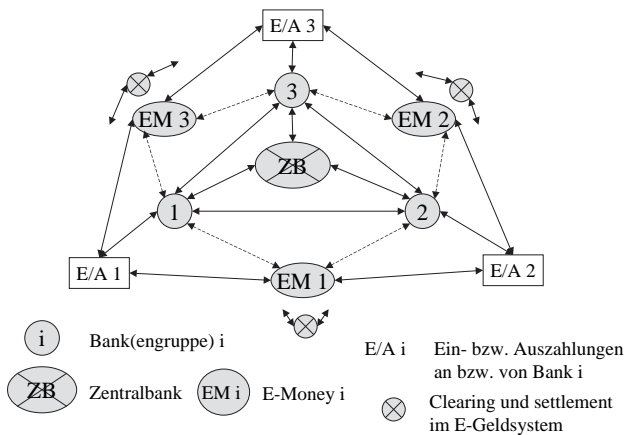 E/A 3
3
EM 3
EM 2
ZB
1
2
E/A 1
EM 1
E/A 2
i
Bank(engruppe) i
E/A i
Ein- bzw. Auszahlungen
an bzw. von Bank i
ZB
Zentralbank
EM i
E-Money i
Clearing und settlement
im E-Geldsystem